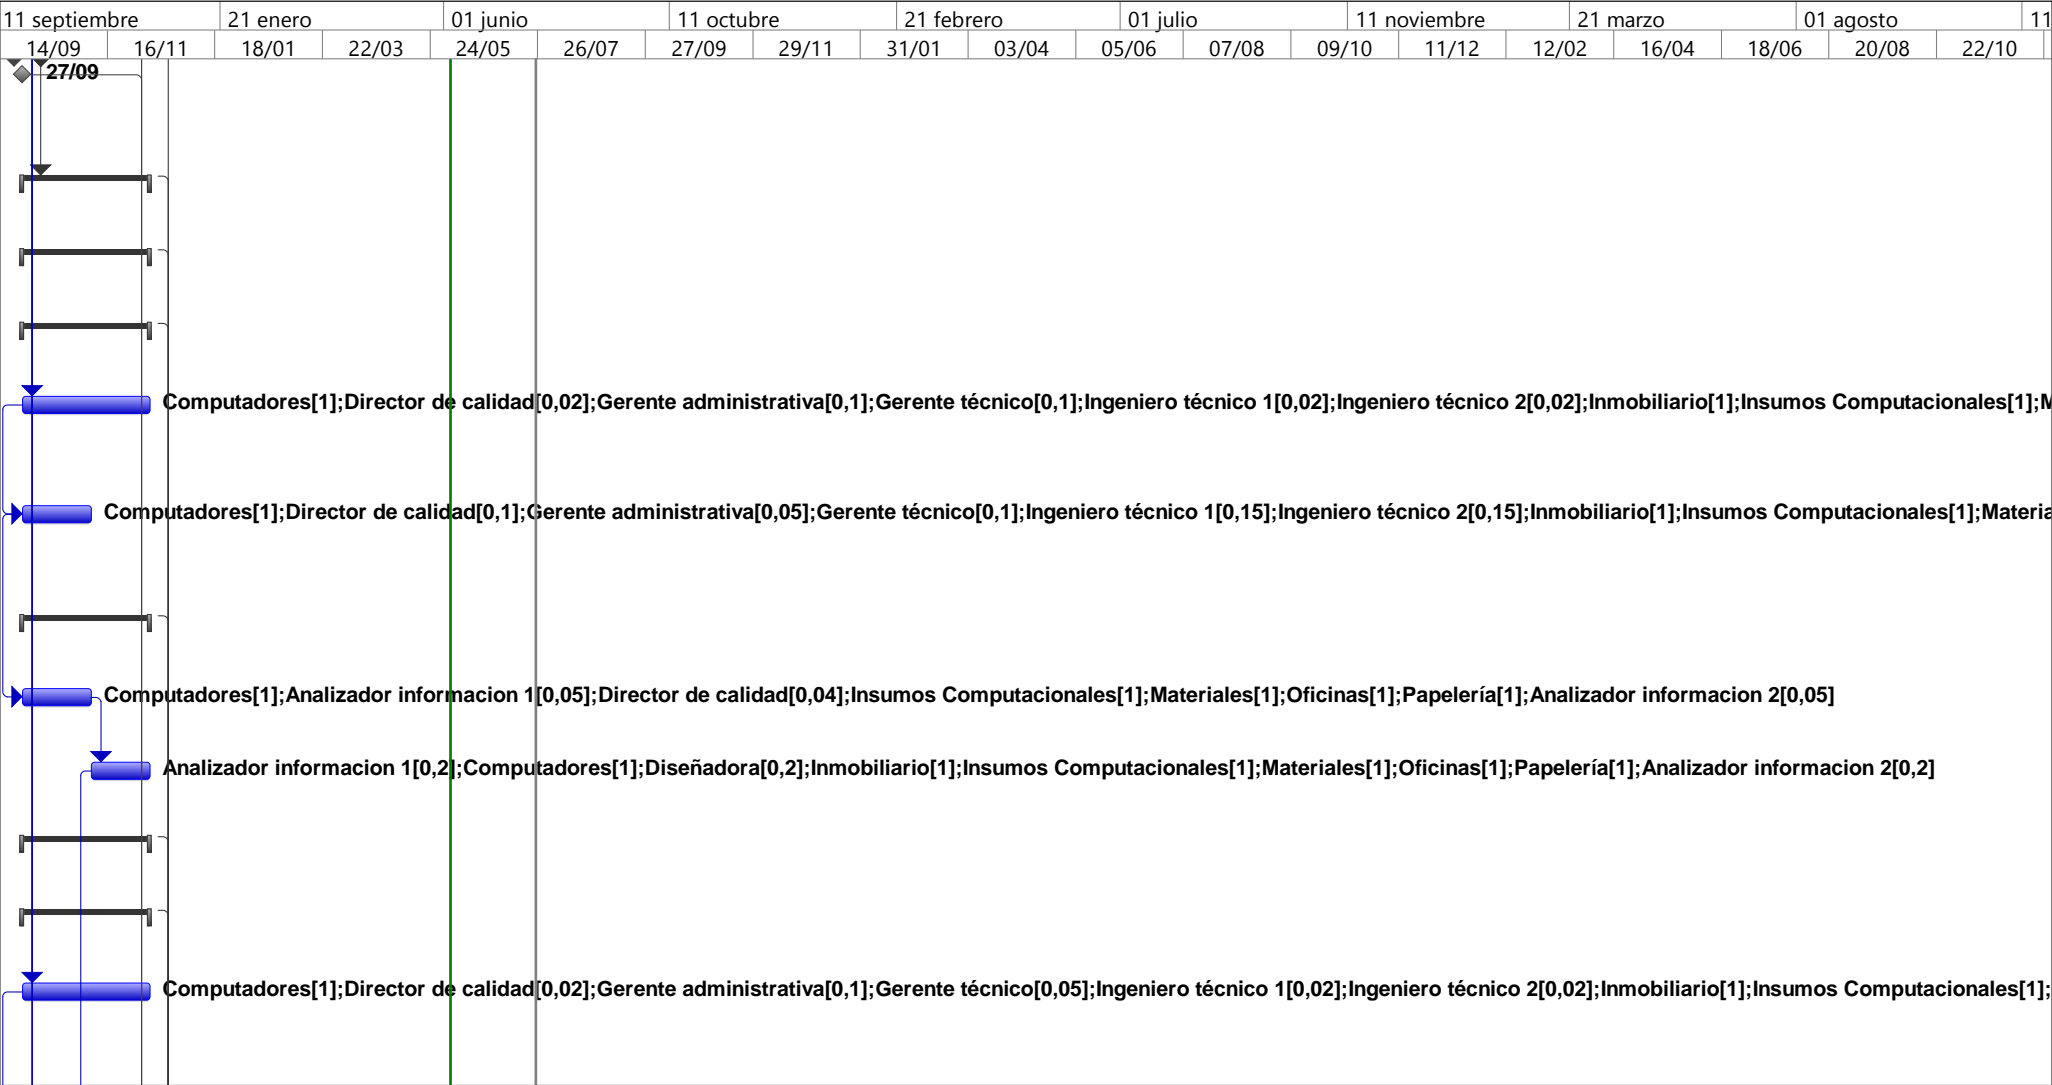 11 septiembre 21 enero 01 junio 11 octubre 21 febrero 01 julio 11 noviembre 21 marzo 01 agosto 11
14/09 16/11 18/01 22/03 24/05 26/07 27/09 29/11 31/01 03/04 05/06 07/08 09/10 11/12 12/02 16/04 18/06 20/08 22/10
27/09
Computadores[1];Director de calidad[0,02];Gerente administrativa[0,1];Gerente técnico[0,1];Ingeniero técnico 1[0,02];Ingeniero técnico 2[0,02];Inmobiliario[1];Insumos Computacionales[1];M
Computadores[1];Director de calidad[0,1];Gerente administrativa[0,05];Gerente técnico[0,1];Ingeniero técnico 1[0,15];Ingeniero técnico 2[0,15];Inmobiliario[1];Insumos Computacionales[1];Materia
Computadores[1];Analizador informacion 1[0,05];Director de calidad[0,04];Insumos Computacionales[1];Materiales[1];Oficinas[1];Papelería[1];Analizador informacion 2[0,05]
Analizador informacion 1[0,2];Computadores[1];Diseñadora[0,2];Inmobiliario[1];Insumos Computacionales[1];Materiales[1];Oficinas[1];Papelería[1];Analizador informacion 2[0,2]
Computadores[1];Director de calidad[0,02];Gerente administrativa[0,1];Gerente técnico[0,05];Ingeniero técnico 1[0,02];Ingeniero técnico 2[0,02];Inmobiliario[1];Insumos Computacionales[1];